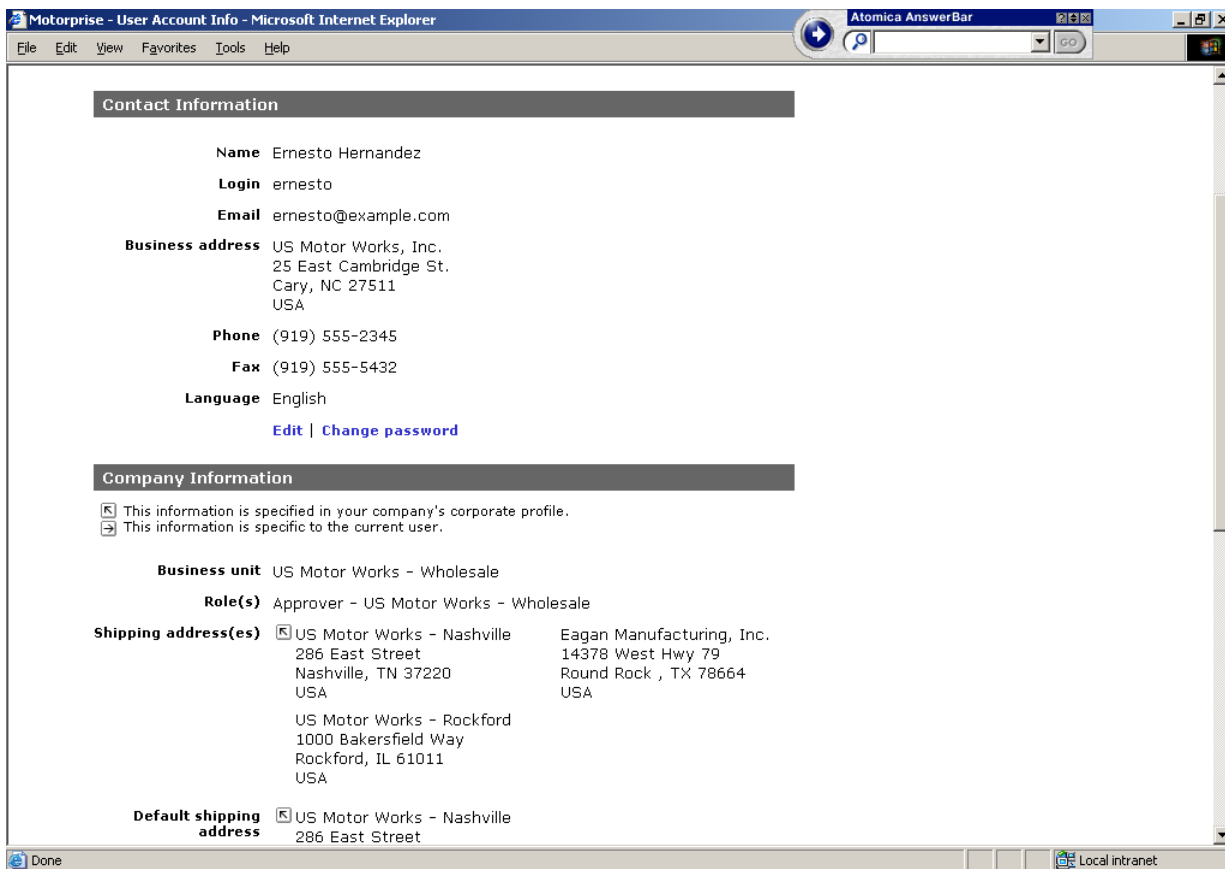 Motorprise - User Account Info - Microsoft Internet Explorer
Atomica AnswerBar
File Edit View Favorites Tools Help
GO
Contact Information
Name Ernesto Hernandez
Login ernesto
Email ernesto@example.com
Business address US Motor Works, Inc.
25 East Cambridge St.
Cary, NC 27511
USA
Phone (919) 555-2345
Fax (919) 555-5432
Language English
Edit | Change password
Company Information
This information is specified in your company's corporate profile.
This information is specific to the current user.
Business unit US Motor Works - Wholesale
Role(s) Approver - US Motor Works - Wholesale
Shipping address(es) US Motor Works - Nashville Eagan Manufacturing, Inc.
286 East Street 14378 West Hwy 79
Nashville, TN 37220 Round Rock , TX 78664
USA USA
US Motor Works - Rockford
1000 Bakersfield Way
Rockford, IL 61011
USA
Default shipping address US Motor Works - Nashville
286 East Street
Done Local intranet